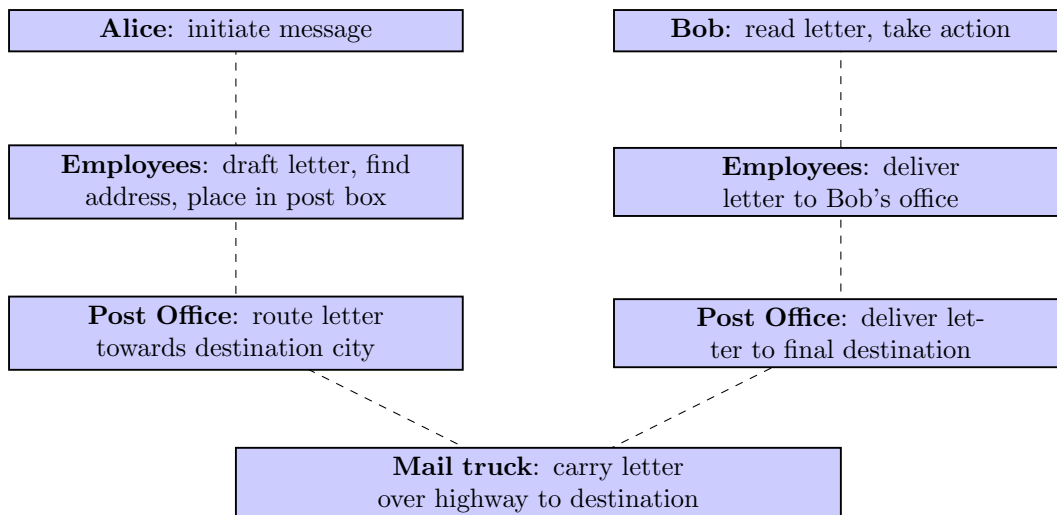 Alice: initiate message
Bob: read letter, take action
Employees: draft letter, find
address, place in post box
Employees: deliver
letter to Bob's office
Post Office: route letter
towards destination city
Post Office: deliver let-
ter to final destination
Mail truck: carry letter
over highway to destination